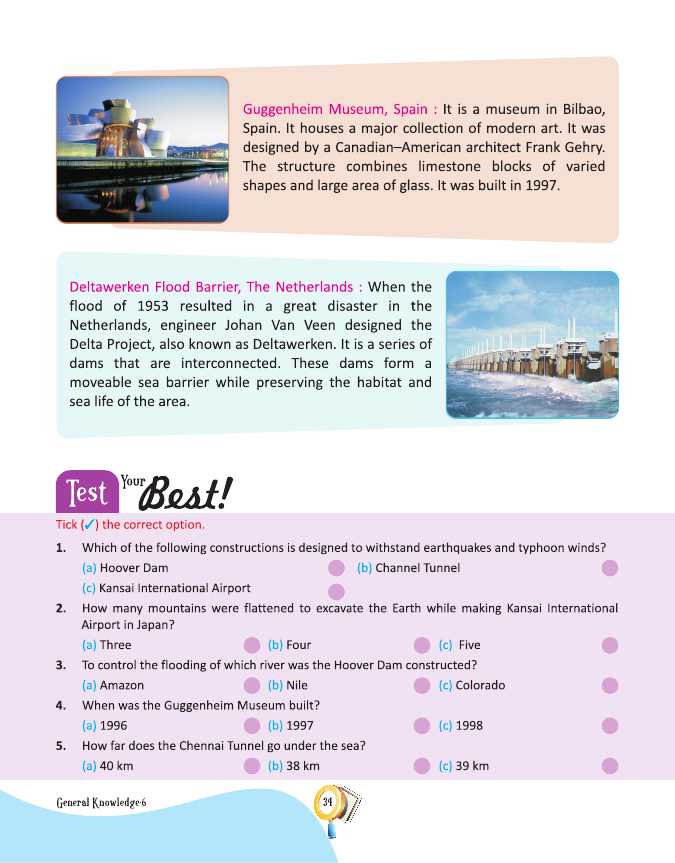 Guggenheim Museum, Spain : It is a museum in Bilbao,
Spain. It houses a major collection of modern art. It was
designed by a Canadian–American architect Frank Gehry.
The structure combines limestone blocks of varied
shapes and large area of glass. It was built in 1997.
Deltawerken Flood Barrier, The Netherlands : When the
flood of 1953 resulted in a great disaster in the
Netherlands, engineer Johan Van Veen designed the
Delta Project, also known as Deltawerken. It is a series of
dams that are interconnected. These dams form a
moveable sea barrier while preserving the habitat and
sea life of the area.
Test Your Best!
Tick (✓) the correct option.
1. Which of the following constructions is designed to withstand earthquakes and typhoon winds?
(a) Hoover Dam (b) Channel Tunnel
(c) Kansai International Airport
2. How many mountains were flattened to excavate the Earth while making Kansai International
Airport in Japan?
(a) Three (b) Four (c) Five
3. To control the flooding of which river was the Hoover Dam constructed?
(a) Amazon (b) Nile (c) Colorado
4. When was the Guggenheim Museum built?
(a) 1996 (b) 1997 (c) 1998
5. How far does the Chennai Tunnel go under the sea?
(a) 40 km (b) 38 km (c) 39 km
General Knowledge-6
34